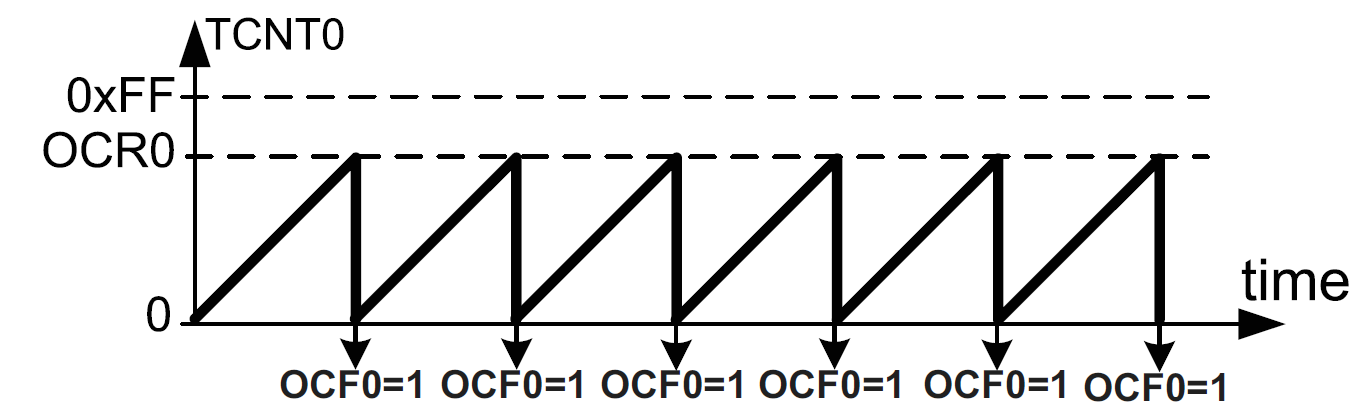 TCNT0
0xFF
OCR0
0
time
OCF0=1 OCF0=1 OCF0=1 OCF0=1 OCF0=1 OCF0=1